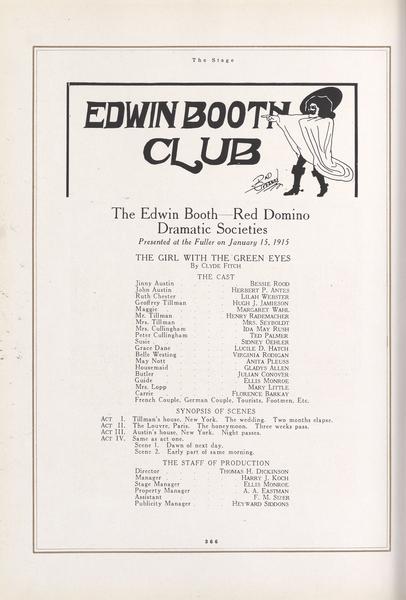 The Stage
EDWIN BOOTH
CLUB
The Edwin Booth—Red Domino
Dramatic Societies
Presented at the Fuller on January 15, 1915
THE GIRL WITH THE GREEN EYES
By Clyde Fitch
THE CAST
Jinny Austin Bessie Rood
John Austin Herbert P. Antes
Ruth Chester Lilah Webster
Geoffrey Tillman Hugh J. Jamieson
Maggie Margaret Wahl
Mr. Tillman Henry Rademacher
Mrs. Tillman Mrs. Seyboldt
Mrs. Cullingham Ida May Rush
Peter Cullingham Ted Palmer
Susie Sidney Oehler
Grace Dane Lucile D. Hatch
Belle Westing Virginia Rodigan
May Nott Anita Pleuss
Housemaid Gladys Allen
Butler Julian Conover
Guide Ellis Monroe
Mrs. Lopp Mary Little
Carrie Florence Barkay
French Couple, German Couple, Tourists, Footmen, Etc.
SYNOPSIS OF SCENES
Act I. Tillman's house, New York. The wedding. Two months elapse.
Act II. The Louvre, Paris. The honeymoon. Three weeks pass.
Act III. Austin's house, New York. Night passes.
Act IV. Same as act one.
Scene 1. Dawn of next day.
Scene 2. Early part of same morning.
THE STAFF OF PRODUCTION
Director Thomas H. Dickinson
Manager Harry J. Koch
Stage Manager Ellis Monroe
Property Manager A. A. Eastman
Assistant F. M. Sizer
Publicity Manager Heyward Siddons
366